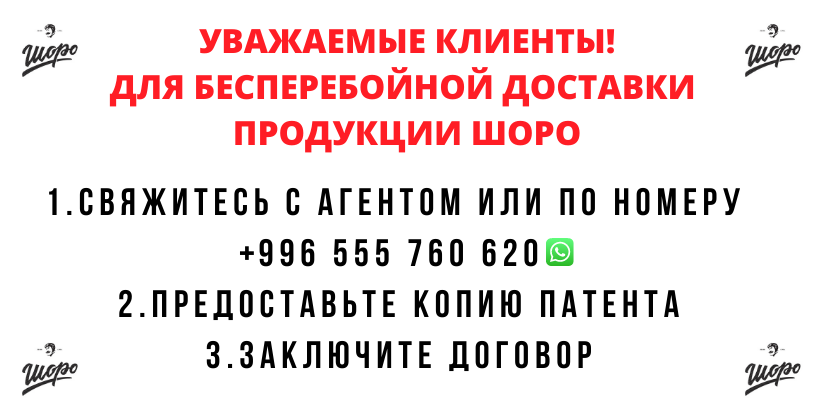 Шоро
Шоро
УВАЖАЕМЫЕ КЛИЕНТЫ!
ДЛЯ БЕСПЕРЕБОЙНОЙ ДОСТАВКИ
ПРОДУКЦИИ ШОРО
1.СВЯЖИТЕСЬ С АГЕНТОМ ИЛИ ПО НОМЕРУ
+996 555 760 620
2.ПРЕДОСТАВЬТЕ КОПИЮ ПАТЕНТА
3.ЗАКЛЮЧИТЕ ДОГОВОР
Шоро
Шоро